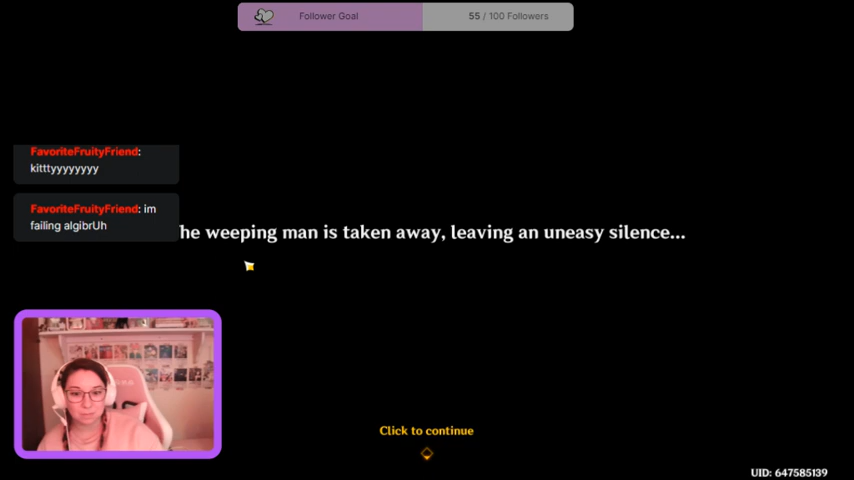 Follower Goal
55 / 100 Followers
FavoriteFruityFriend:
kitttyyyyyyyy
FavoriteFruityFriend: im
failing algibrUh
he weeping man is taken away, leaving an uneasy silence...
Click to continue
UID: 647585139